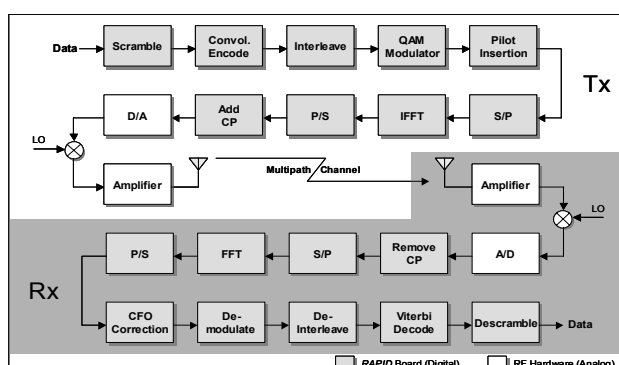 Data
Scramble
Convol.
Encode
Interleave
QAM
Modulator
Pilot
Insertion
Tx
D/A
Add
CP
P/S
IFFT
S/P
LO
Amplifier
Multipath Channel
Amplifier
LO
Rx
P/S
FFT
S/P
Remove
CP
A/D
CFO
Correction
De-
modulate
De-
Interleave
Viterbi
Decode
Descramble
Data
RAPID Board (Digital)
RF Hardware (Analog)